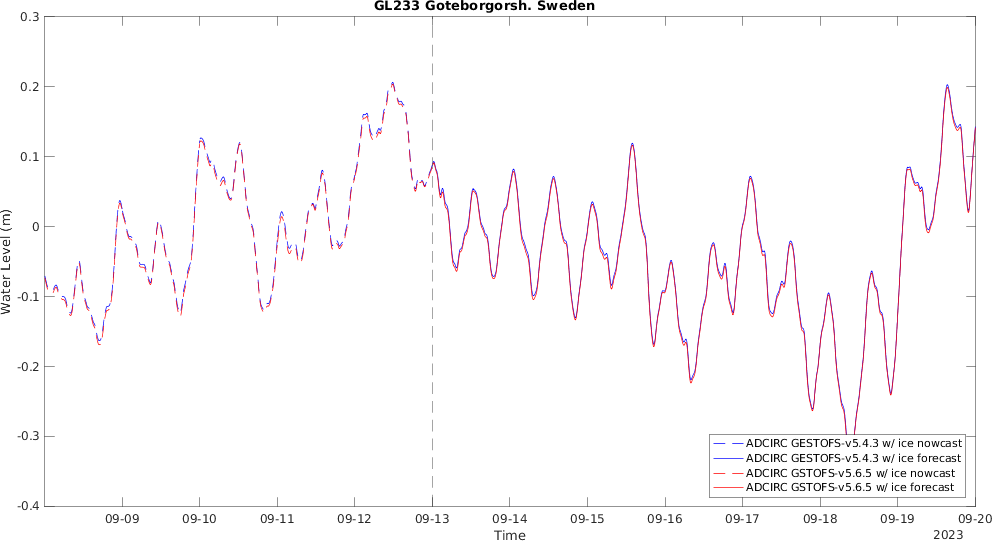 GL233 Goteborgorsh. Sweden
0.3
0.2
0.1
0
-0.1
-0.2
-0.3
-0.4
Water Level (m)
ADCIRC GESTOFS-v5.4.3 w/ ice nowcast
ADCIRC GESTOFS-v5.4.3 w/ ice forecast
ADCIRC GSTOFS-v5.6.5 w/ ice nowcast
ADCIRC GSTOFS-v5.6.5 w/ ice forecast
09-09 09-10 09-11 09-12 09-13 09-14 09-15 09-16 09-17 09-18 09-19 09-20
Time
2023